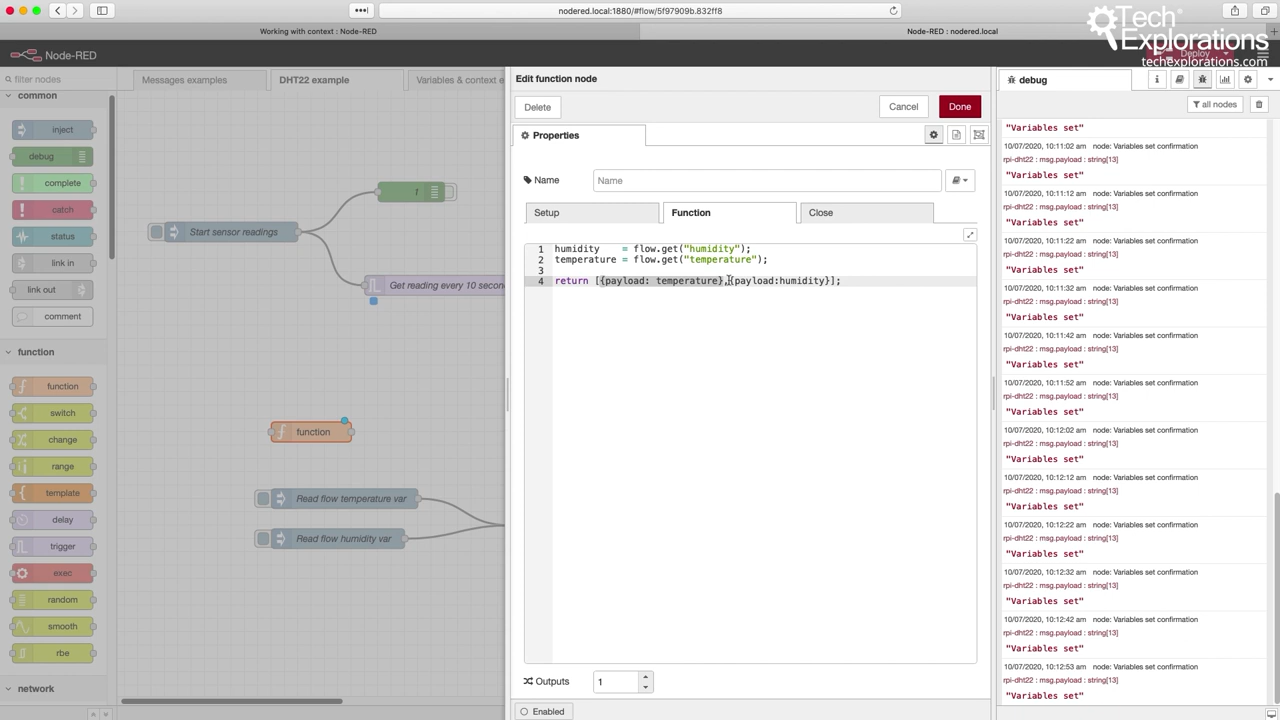 nodered.local:1880/#flow/5f97909b.832ff8
Working with context : Node-RED
Node-RED : nodered.local
Tech
Explorations
techexplorations.com
Node-RED
Deploy
filter nodes
Messages examples
DHT22 example
Variables & context e
Edit function node
debug
common
Delete
Cancel
Done
all nodes
inject
debug
complete
catch
status
link in
link out
comment
function
function
switch
change
range
template
delay
trigger
exec
random
smooth
rbe
network
Start sensor readings
Get reading every 10 second
function
Read flow temperature var
Read flow humidity var
Properties
Name
Name
Setup
Function
Close
1 humidity    = flow.get("humidity");
2 temperature = flow.get("temperature");
3
4 return [{payload: temperature},{payload:humidity}];
Outputs
1
Enabled
"Variables set"
10/07/2020, 10:11:02 am node: Variables set confirmation
rpi-dht22 : msg.payload : string[13]
"Variables set"
10/07/2020, 10:11:12 am node: Variables set confirmation
rpi-dht22 : msg.payload : string[13]
"Variables set"
10/07/2020, 10:11:22 am node: Variables set confirmation
rpi-dht22 : msg.payload : string[13]
"Variables set"
10/07/2020, 10:11:32 am node: Variables set confirmation
rpi-dht22 : msg.payload : string[13]
"Variables set"
10/07/2020, 10:11:42 am node: Variables set confirmation
rpi-dht22 : msg.payload : string[13]
"Variables set"
10/07/2020, 10:11:52 am node: Variables set confirmation
rpi-dht22 : msg.payload : string[13]
"Variables set"
10/07/2020, 10:12:02 am node: Variables set confirmation
rpi-dht22 : msg.payload : string[13]
"Variables set"
10/07/2020, 10:12:12 am node: Variables set confirmation
rpi-dht22 : msg.payload : string[13]
"Variables set"
10/07/2020, 10:12:22 am node: Variables set confirmation
rpi-dht22 : msg.payload : string[13]
"Variables set"
10/07/2020, 10:12:32 am node: Variables set confirmation
rpi-dht22 : msg.payload : string[13]
"Variables set"
10/07/2020, 10:12:42 am node: Variables set confirmation
rpi-dht22 : msg.payload : string[13]
"Variables set"
10/07/2020, 10:12:53 am node: Variables set confirmation
rpi-dht22 : msg.payload : string[13]
"Variables set"